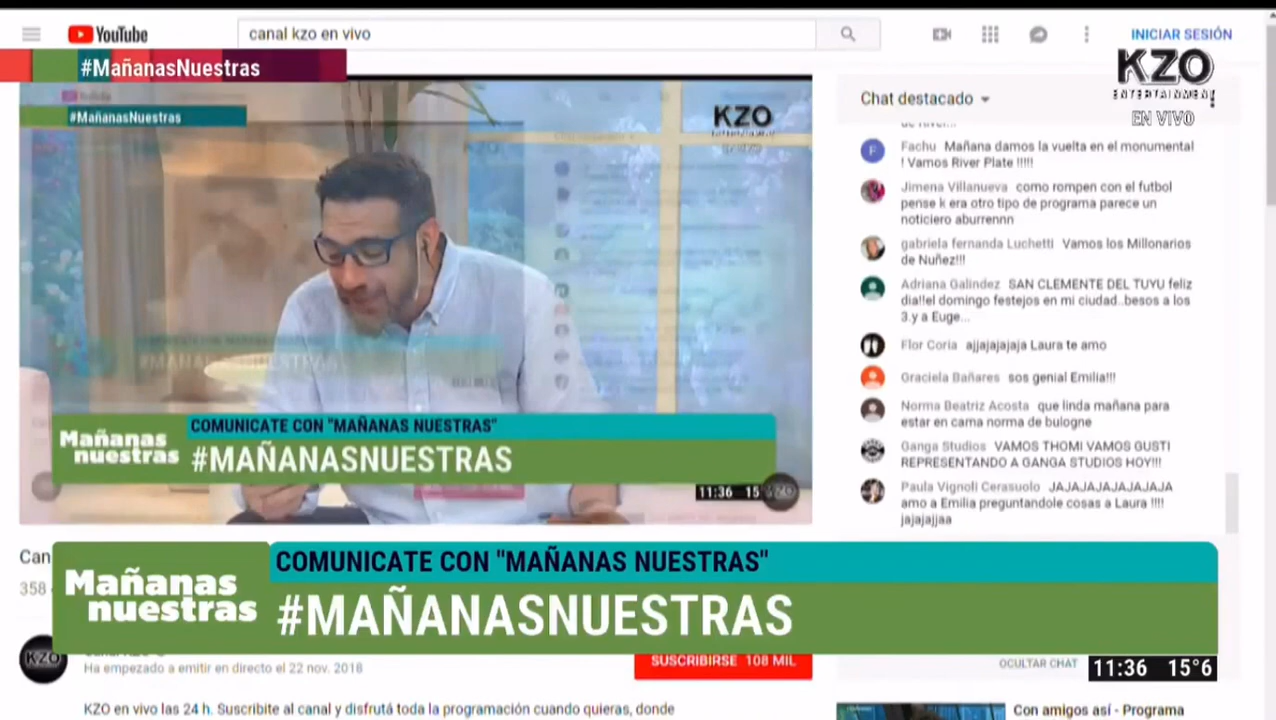 YouTube
canal kzo en vivo
INICIAR SESIÓN
#MañanasNuestras
KZO
ENTERTAINMENT
EN VIVO
#MañanasNuestras
KZO
Chat destacado
Fachu Mañana damos la vuelta en el monumental
! Vamos River Plate !!!!!
Jimena Villanueva como rompen con el futbol
pense k era otro tipo de programa parece un
noticiero aburrennn
gabriela fernanda Luchetti Vamos los Millonarios
de Nuñez!!!
Adriana Galindez SAN CLEMENTE DEL TUYU feliz
dia!!el domingo festejos en mi ciudad..besos a los
3.y a Euge...
Flor Coria ajjajajajaja Laura te amo
Graciela Bañares sos genial Emilia!!!
Norma Beatriz Acosta que linda mañana para
estar en cama norma de bulogne
Ganga Studios VAMOS THOMI VAMOS GUSTI
REPRESENTANDO A GANGA STUDIOS HOY!!!
Paula Vignoli Cerasuolo JAJAJAJAJAJAJAJA
amo a Emilia preguntandole cosas a Laura !!!!
jajajajjaa
COMUNICATE CON "MAÑANAS NUESTRAS"
Mañanas
nuestras
#MAÑANASNUESTRAS
11:36 15
Can
358
COMUNICATE CON "MAÑANAS NUESTRAS"
Mañanas
nuestras
#MAÑANASNUESTRAS
KZO
Ha empezado a emitir en directo el 22 nov. 2018
SUSCRIBIRSE 108 MIL
OCULTAR CHAT
11:36 15°6
KZO en vivo las 24 h. Suscribite al canal y disfrutá toda la programación cuando quieras, donde
Con amigos así - Programa